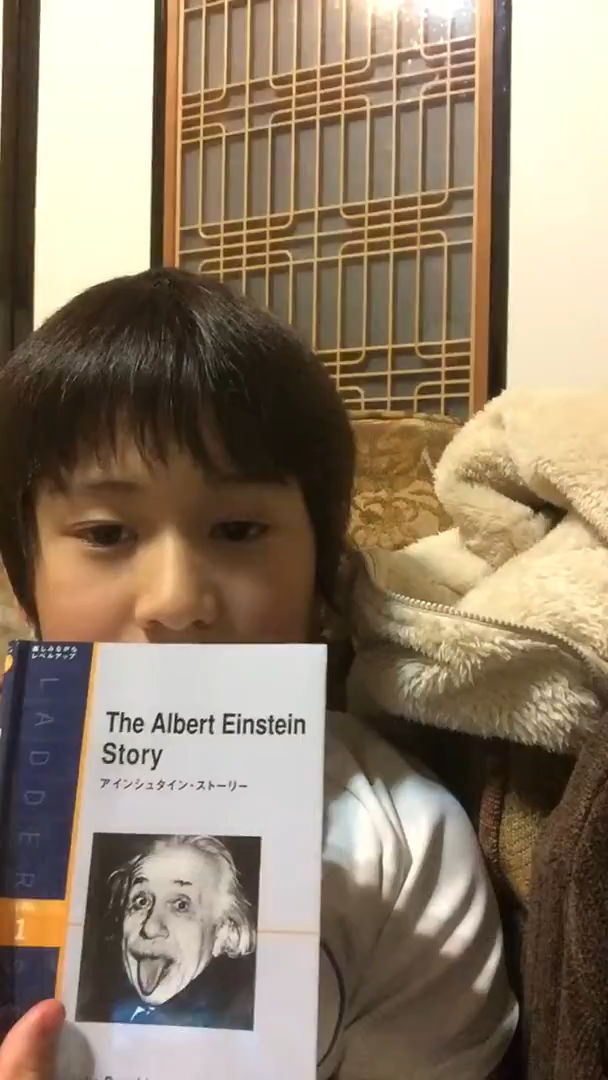 楽しみながら
レベルアップ
LADDER
1
The Albert Einstein
Story
アインシュタイン・ストーリー